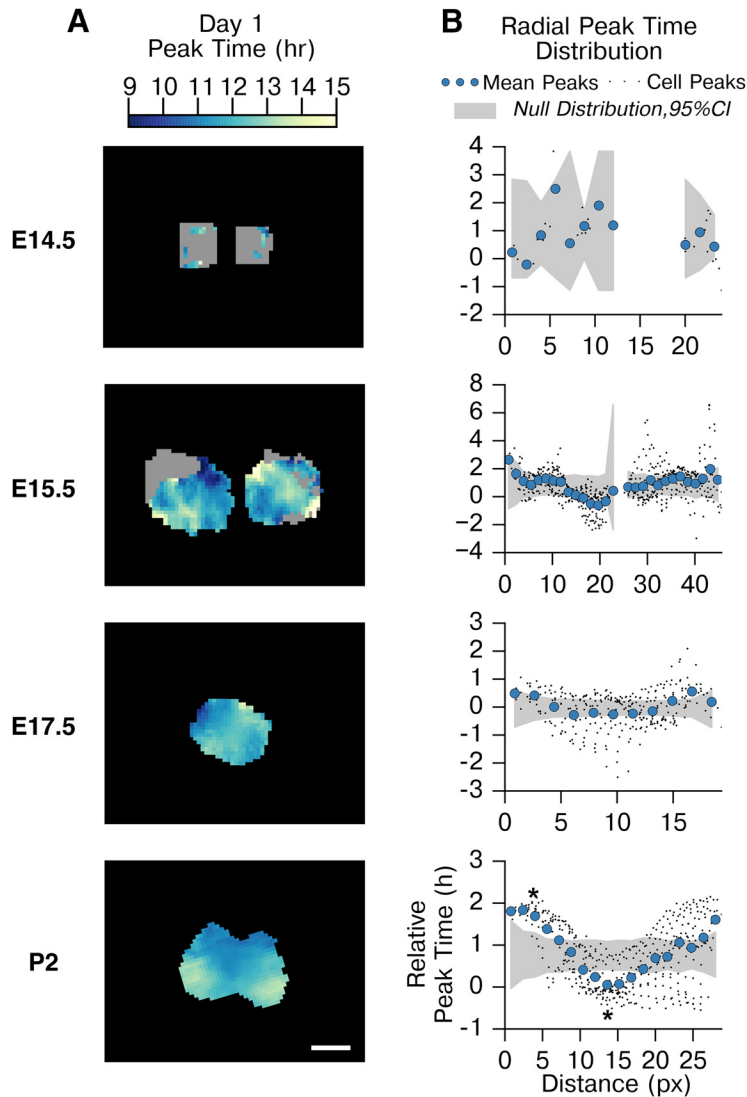 A
Day 1
Peak Time (hr)
9 10 11 12 13 14 15
B
Radial Peak Time
Distribution
Mean Peaks Cell Peaks
Null Distribution,95%CI
E14.5
4
3
2
1
0
-1
-2
0 5 10 15 20
E15.5
8
6
4
2
0
−2
−4
0 10 20 30 40
E17.5
3
2
1
0
-1
-2
-3
0 5 10 15
P2
Relative
Peak Time (h)
3
2
1
0
-1
*
*
0 5 10 15 20 25
Distance (px)